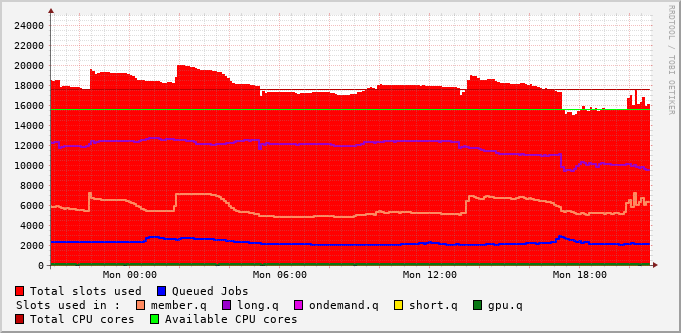 RRDTOOL / TOBI OETIKER
24000
22000
20000
18000
16000
14000
12000
10000
8000
6000
4000
2000
0
Mon 00:00 Mon 06:00 Mon 12:00 Mon 18:00
Total slots used Queued Jobs
Slots used in : member.q long.q ondemand.q short.q gpu.q
Total CPU cores Available CPU cores